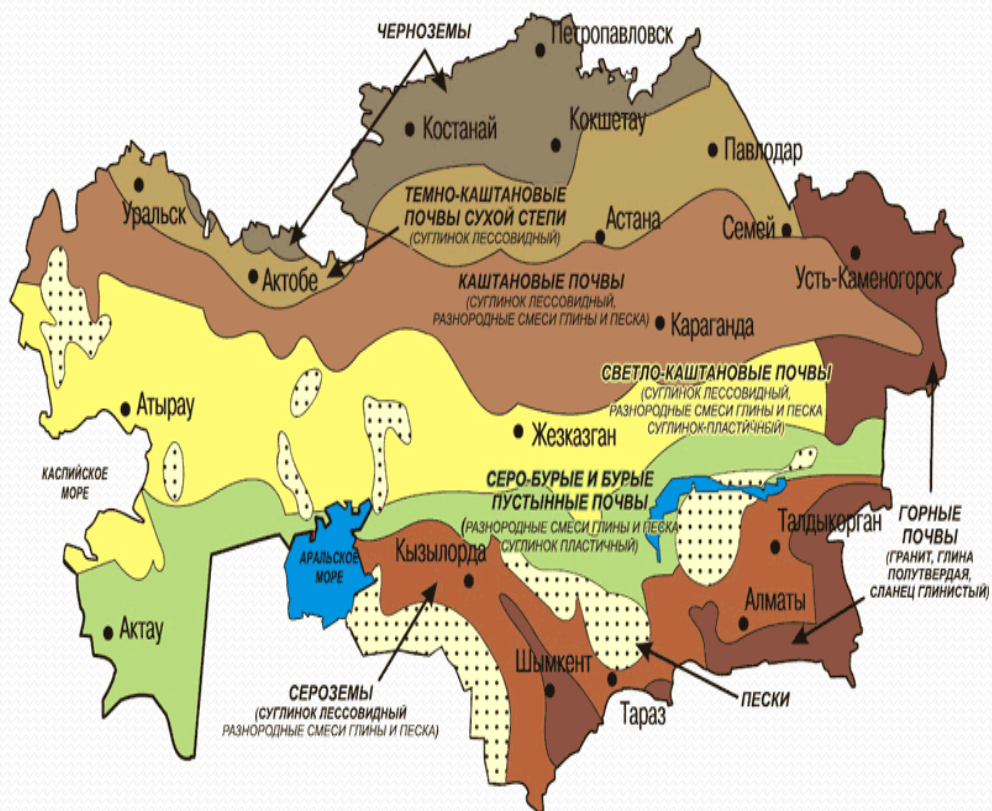 ЧЕРНОЗЕМЫ
Петропавловск
Костанай
Кокшетау
Павлодар
ТЕМНО-КАШТАНОВЫЕ
ПОЧВЫ СУХОЙ СТЕПИ
(СУГЛИНОК ЛЕССОВИДНЫЙ)
Уральск
Астана
Семей
Актобе
КАШТАНОВЫЕ ПОЧВЫ
(СУГЛИНОК ЛЕССОВИДНЫЙ,
РАЗНОРОДНЫЕ СМЕСИ ГЛИНЫ И ПЕСКА)
Усть-Каменогорск
Караганда
СВЕТЛО-КАШТАНОВЫЕ ПОЧВЫ
(СУГЛИНОК ЛЕССОВИДНЫЙ,
РАЗНОРОДНЫЕ СМЕСИ ГЛИНЫ И ПЕСКА
СУГЛИНОК-ПЛАСТИЧНЫЙ)
Атырау
Жезказган
КАСПИЙСКОЕ
МОРЕ
СЕРО-БУРЫЕ И БУРЫЕ
ПУСТЫННЫЕ ПОЧВЫ
(РАЗНОРОДНЫЕ СМЕСИ ГЛИНЫ И ПЕСКА
СУГЛИНОК ПЛАСТИЧНЫЙ)
Талдыкорган
ГОРНЫЕ
ПОЧВЫ
(ГРАНИТ, ГЛИНА
ПОЛУТВЕРДАЯ,
СЛАНЕЦ ГЛИНИСТЫЙ)
АРАЛЬСКОЕ
МОРЕ
Кызылорда
Алматы
Актау
Шымкент
СЕРОЗЕМЫ
(СУГЛИНОК ЛЕССОВИДНЫЙ
РАЗНОРОДНЫЕ СМЕСИ ГЛИНЫ И ПЕСКА)
Тараз
ПЕСКИ